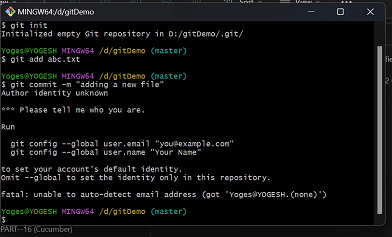 MINGW64:/d/gitDemo
$ git init
Initialized empty Git repository in D:/gitDemo/.git/
Yoges@YOGESH MINGW64 /d/gitDemo (master)
$ git add abc.txt
Yoges@YOGESH MINGW64 /d/gitDemo (master)
$ git commit -m "adding a new file"
Author identity unknown
*** Please tell me who you are.
Run
git config --global user.email "you@example.com"
git config --global user.name "Your Name"
to set your account's default identity.
Omit --global to set the identity only in this repository.
fatal: unable to auto-detect email address (got 'Yoges@YOGESH.(none)')
Yoges@YOGESH MINGW64 /d/gitDemo (master)
$
PART--16 (Cucumber)